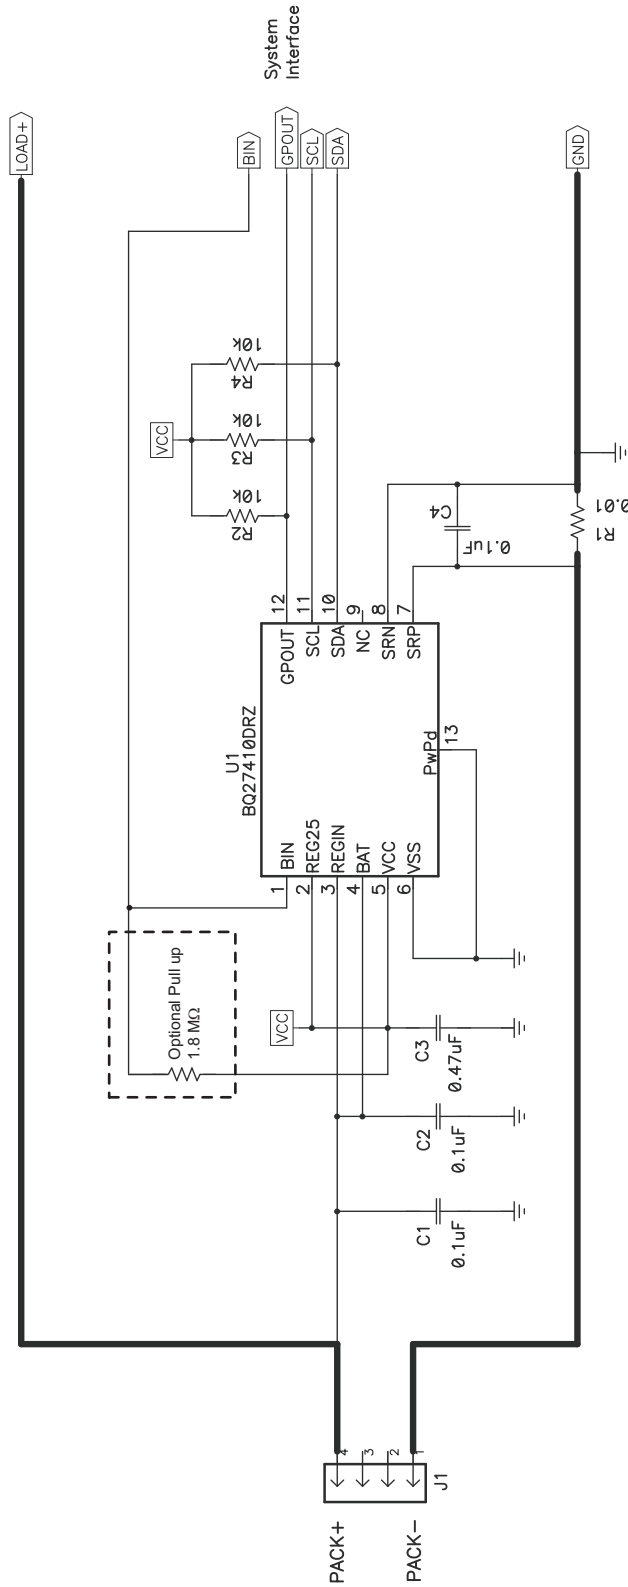 LOAD+
System
Interface
BIN
GPOUT
SCL
SDA
GND
VCC
R4
10k
R3
10k
R2
10k
C4
0.1uF
R1
0.01
U1
BQ27410DRZ
GPOUT
12
SCL
11
SDA
10
NC
9
SRN
8
SRP
7
PwPd
13
1
BIN
2
REG25
3
REGIN
4
BAT
5
VCC
6
VSS
Optional Pull up
1.8 MΩ
VCC
C3
0.47uF
C2
0.1uF
C1
0.1uF
4
3
2
1
J1
PACK+
PACK-